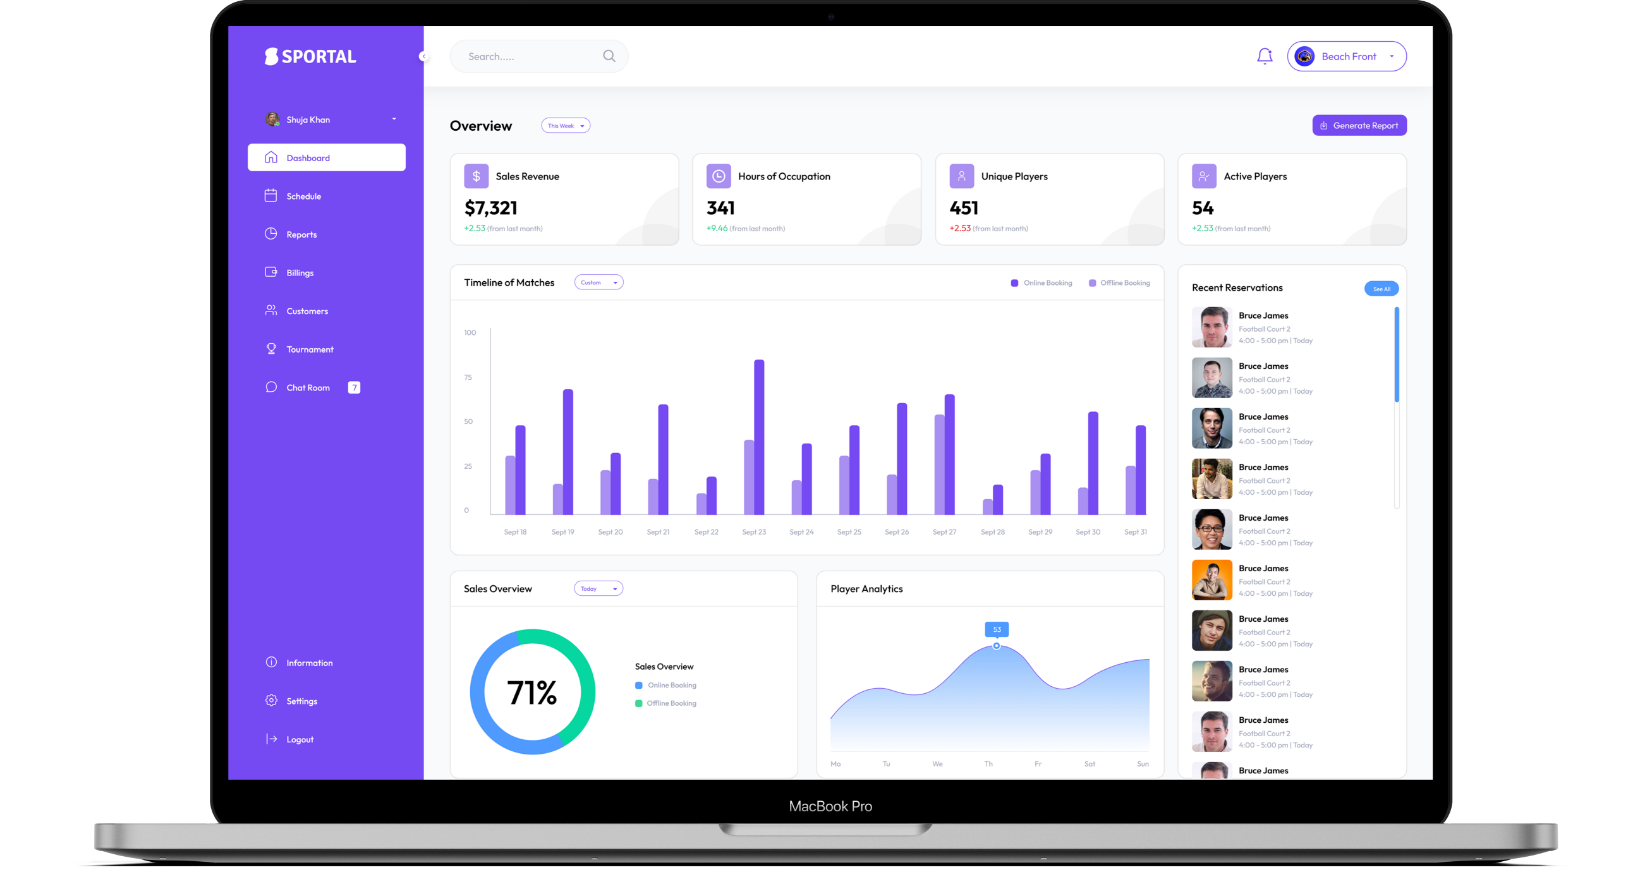 SPORTAL
Search.....
Beach Front
Shuja Khan
Dashboard
Schedule
Reports
Billings
Customers
Tournament
Chat Room 7
Information
Settings
Logout
Overview This Week
Generate Report
Sales Revenue
$7,321
+2.53 (from last month)
Hours of Occupation
341
+9.46 (from last month)
Unique Players
451
+2.53 (from last month)
Active Players
54
+2.53 (from last month)
Timeline of Matches Custom
Online Booking Offline Booking
100
75
50
25
0
Sept 18 Sept 19 Sept 20 Sept 21 Sept 22 Sept 23 Sept 24 Sept 25 Sept 26 Sept 27 Sept 28 Sept 29 Sept 30 Sept 31
Sales Overview Today
71%
Sales Overview
Online Booking
Offline Booking
Player Analytics
53
Mo Tu We Th Fr Sat Sun
Recent Reservations See All
Bruce James
Football Court 2
4:00 - 5:00 pm | Today
Bruce James
Football Court 2
4:00 - 5:00 pm | Today
Bruce James
Football Court 2
4:00 - 5:00 pm | Today
Bruce James
Football Court 2
4:00 - 5:00 pm | Today
Bruce James
Football Court 2
4:00 - 5:00 pm | Today
Bruce James
Football Court 2
4:00 - 5:00 pm | Today
Bruce James
Football Court 2
4:00 - 5:00 pm | Today
Bruce James
Football Court 2
4:00 - 5:00 pm | Today
Bruce James
Football Court 2
4:00 - 5:00 pm | Today
Bruce James
MacBook Pro